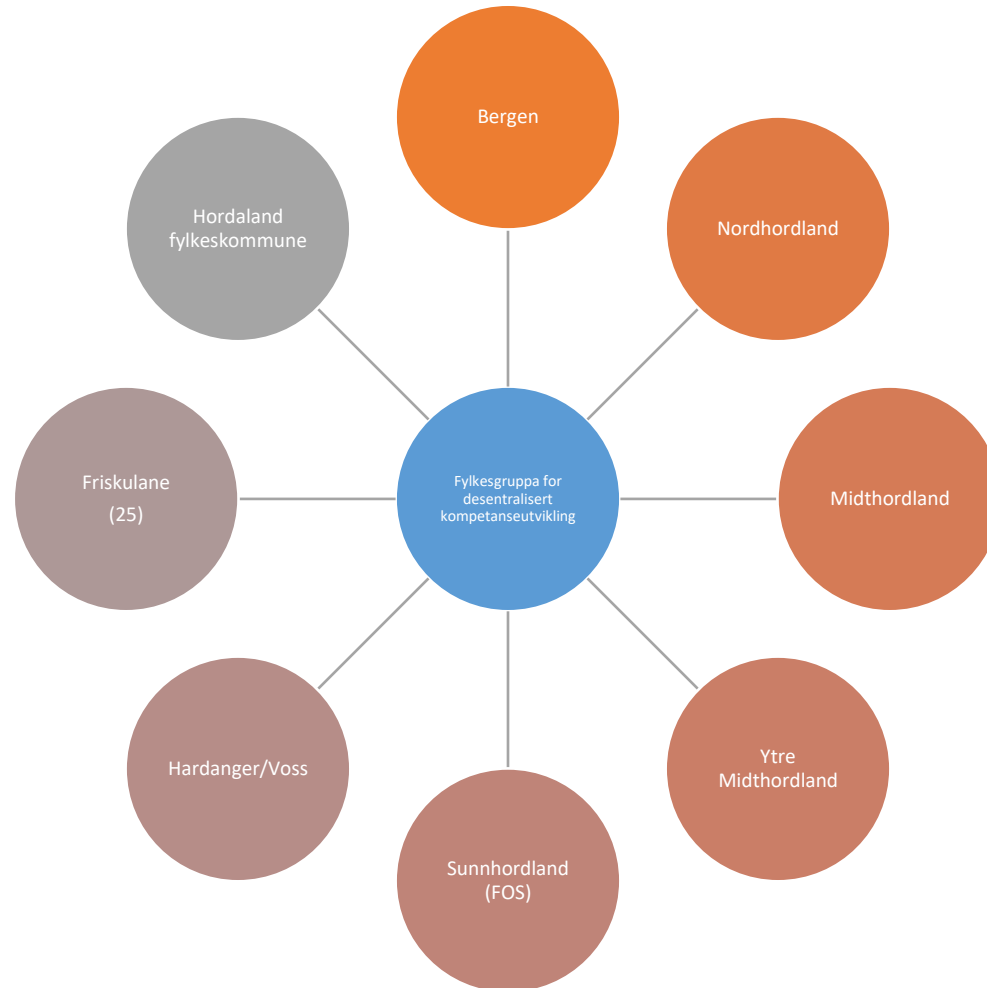 Bergen
Nordhordland
Midthordland
Ytre
Midthordland
Sunnhordland
(FOS)
Hardanger/Voss
Friskulane
(25)
Hordaland
fylkeskommune
Fylkesgruppa for
desentralisert
kompetanseutvikling